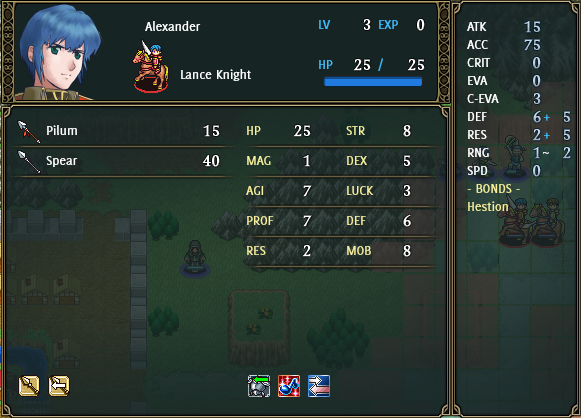 Alexander
LV 3 EXP 0
Lance Knight
HP 25 / 25
Pilum 15
Spear 40
HP 25 STR 8
MAG 1 DEX 5
AGI 7 LUCK 3
PROF 7 DEF 6
RES 2 MOB 8
ATK 15
ACC 75
CRIT 0
EVA 0
C-EVA 3
DEF 6+ 5
RES 2+ 5
RNG 1~ 2
SPD 0
- BONDS -
Hestion